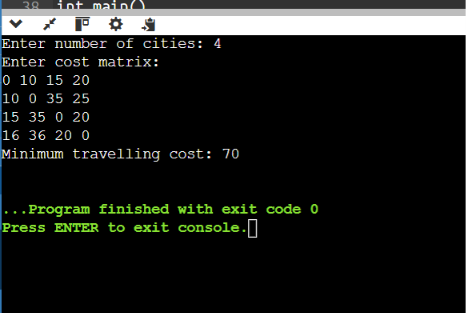 38 int main()
Enter number of cities: 4
Enter cost matrix:
0 10 15 20
10 0 35 25
15 35 0 20
16 36 20 0
Minimum travelling cost: 70
...Program finished with exit code 0
Press ENTER to exit console.